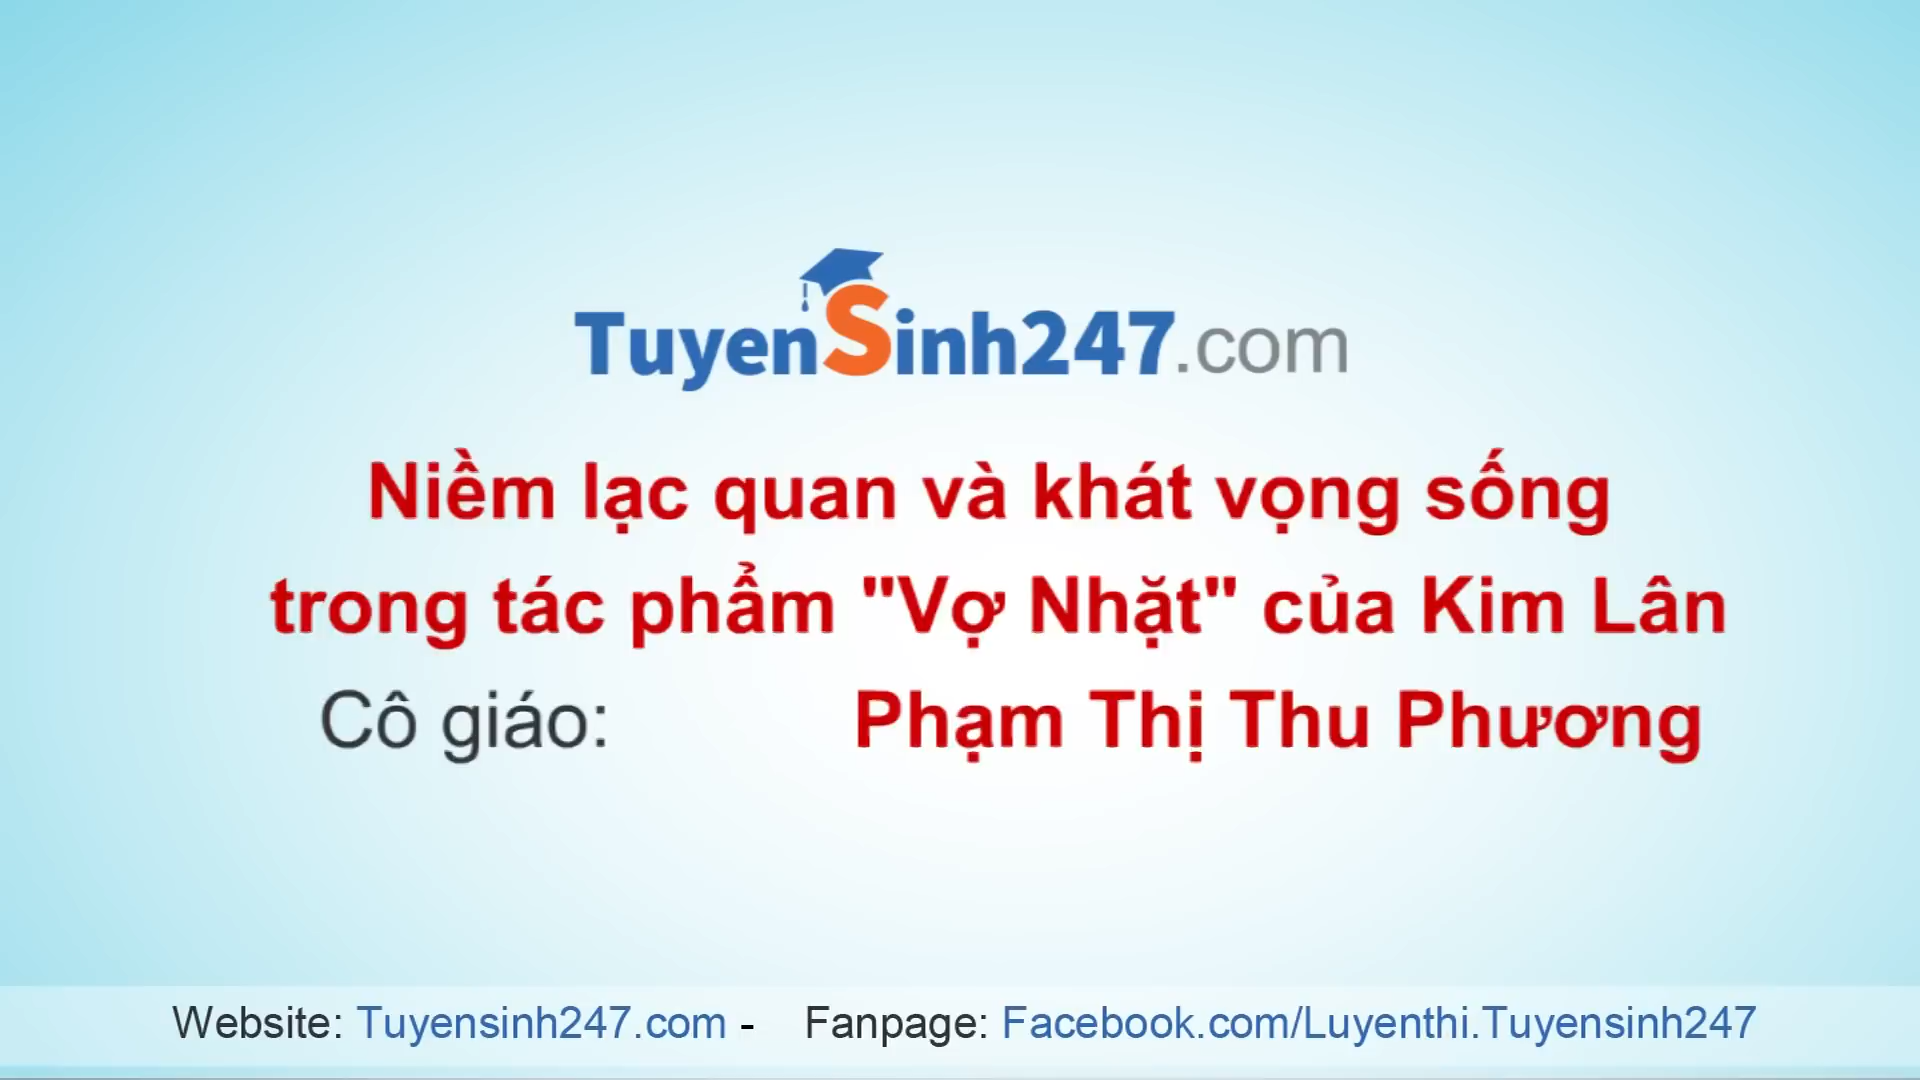 TuyenSinh247.com
Niềm lạc quan và khát vọng sống
trong tác phẩm "Vợ Nhặt" của Kim Lân
Cô giáo: Phạm Thị Thu Phương
Website: Tuyensinh247.com - Fanpage: Facebook.com/Luyenthi.Tuyensinh247